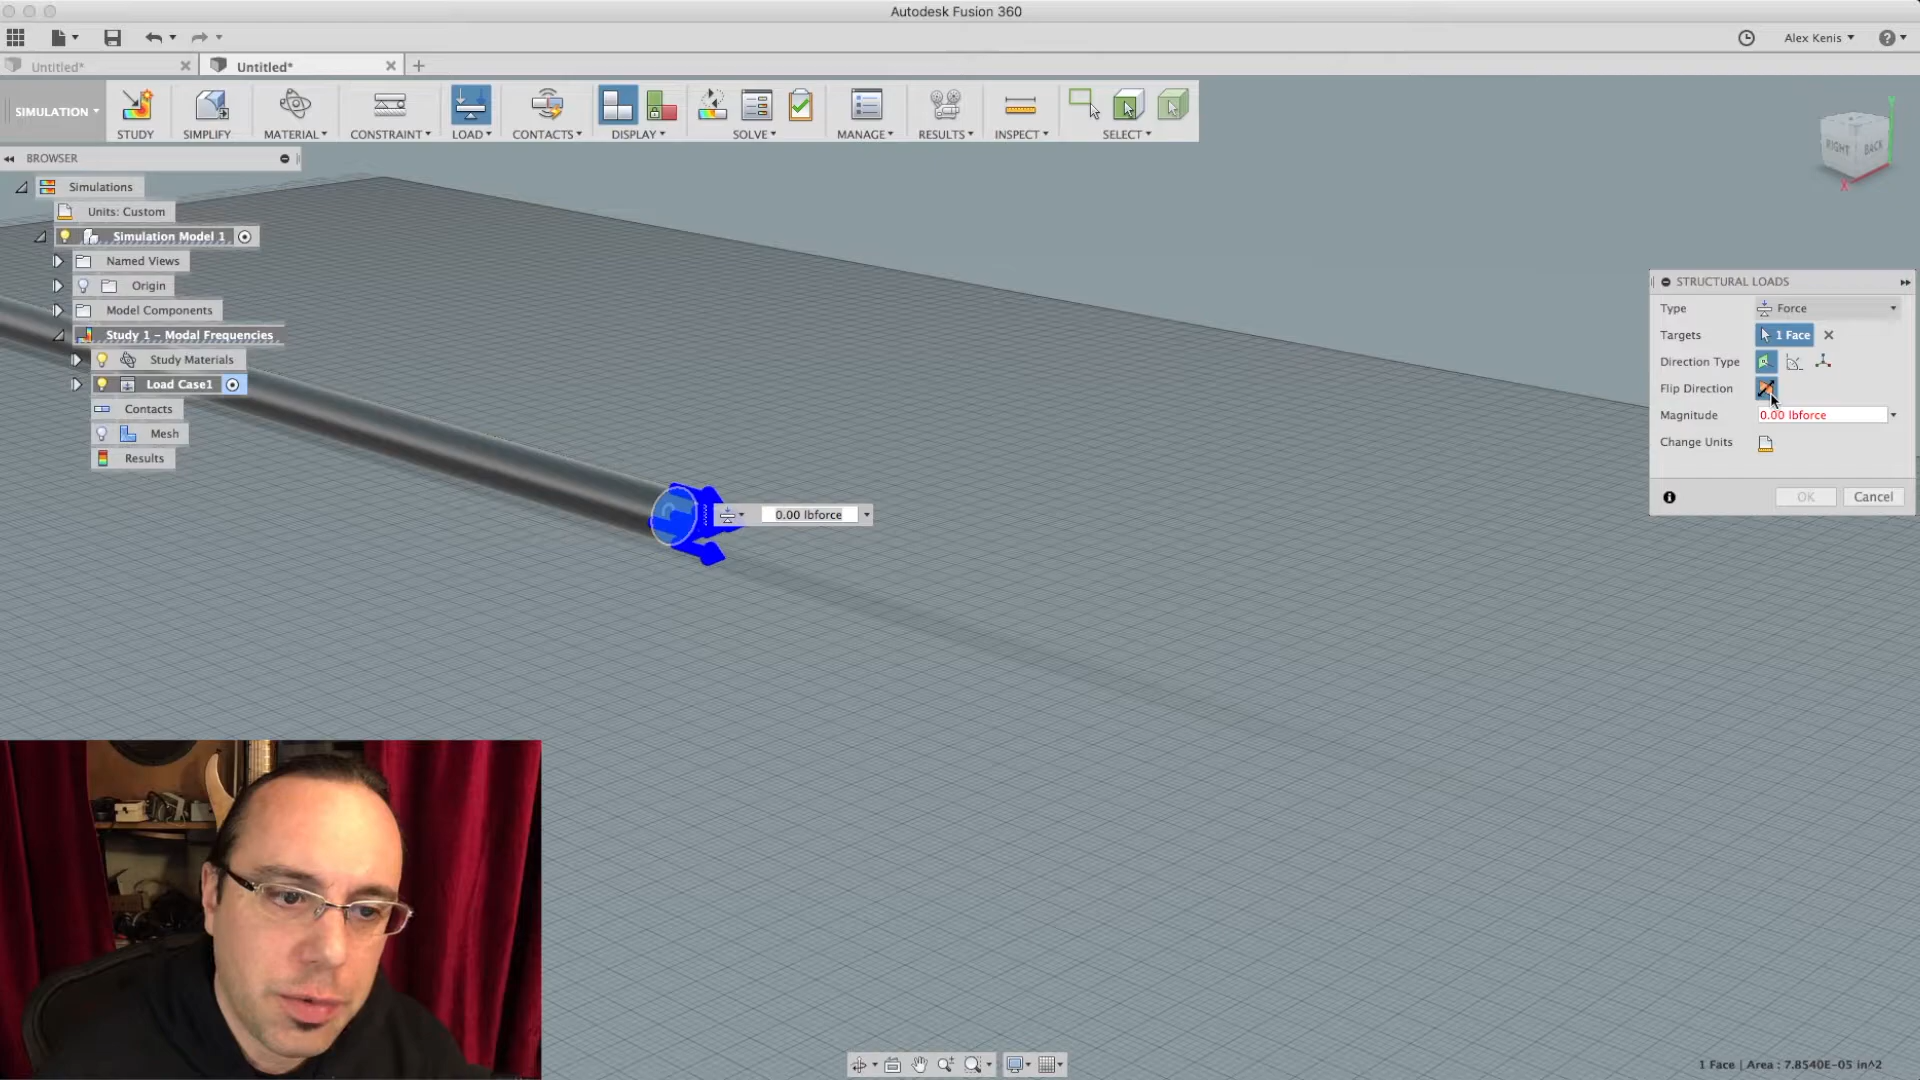 Autodesk Fusion 360
Alex Kenis
Untitled*
Untitled*
SIMULATION
STUDY
SIMPLIFY
MATERIAL
CONSTRAINT
LOAD
CONTACTS
DISPLAY
SOLVE
MANAGE
RESULTS
INSPECT
SELECT
RIGHT
BACK
Y
X
BROWSER
Simulations
Units: Custom
Simulation Model 1
Named Views
Origin
Model Components
Study 1 - Modal Frequencies
Study Materials
Load Case1
Contacts
Mesh
Results
STRUCTURAL LOADS
Type Force
Targets 1 Face
Direction Type
Flip Direction
Magnitude 0.00 lbforce
Change Units
OK Cancel
0.00 lbforce
1 Face | Area : 7.8540E-05 in^2